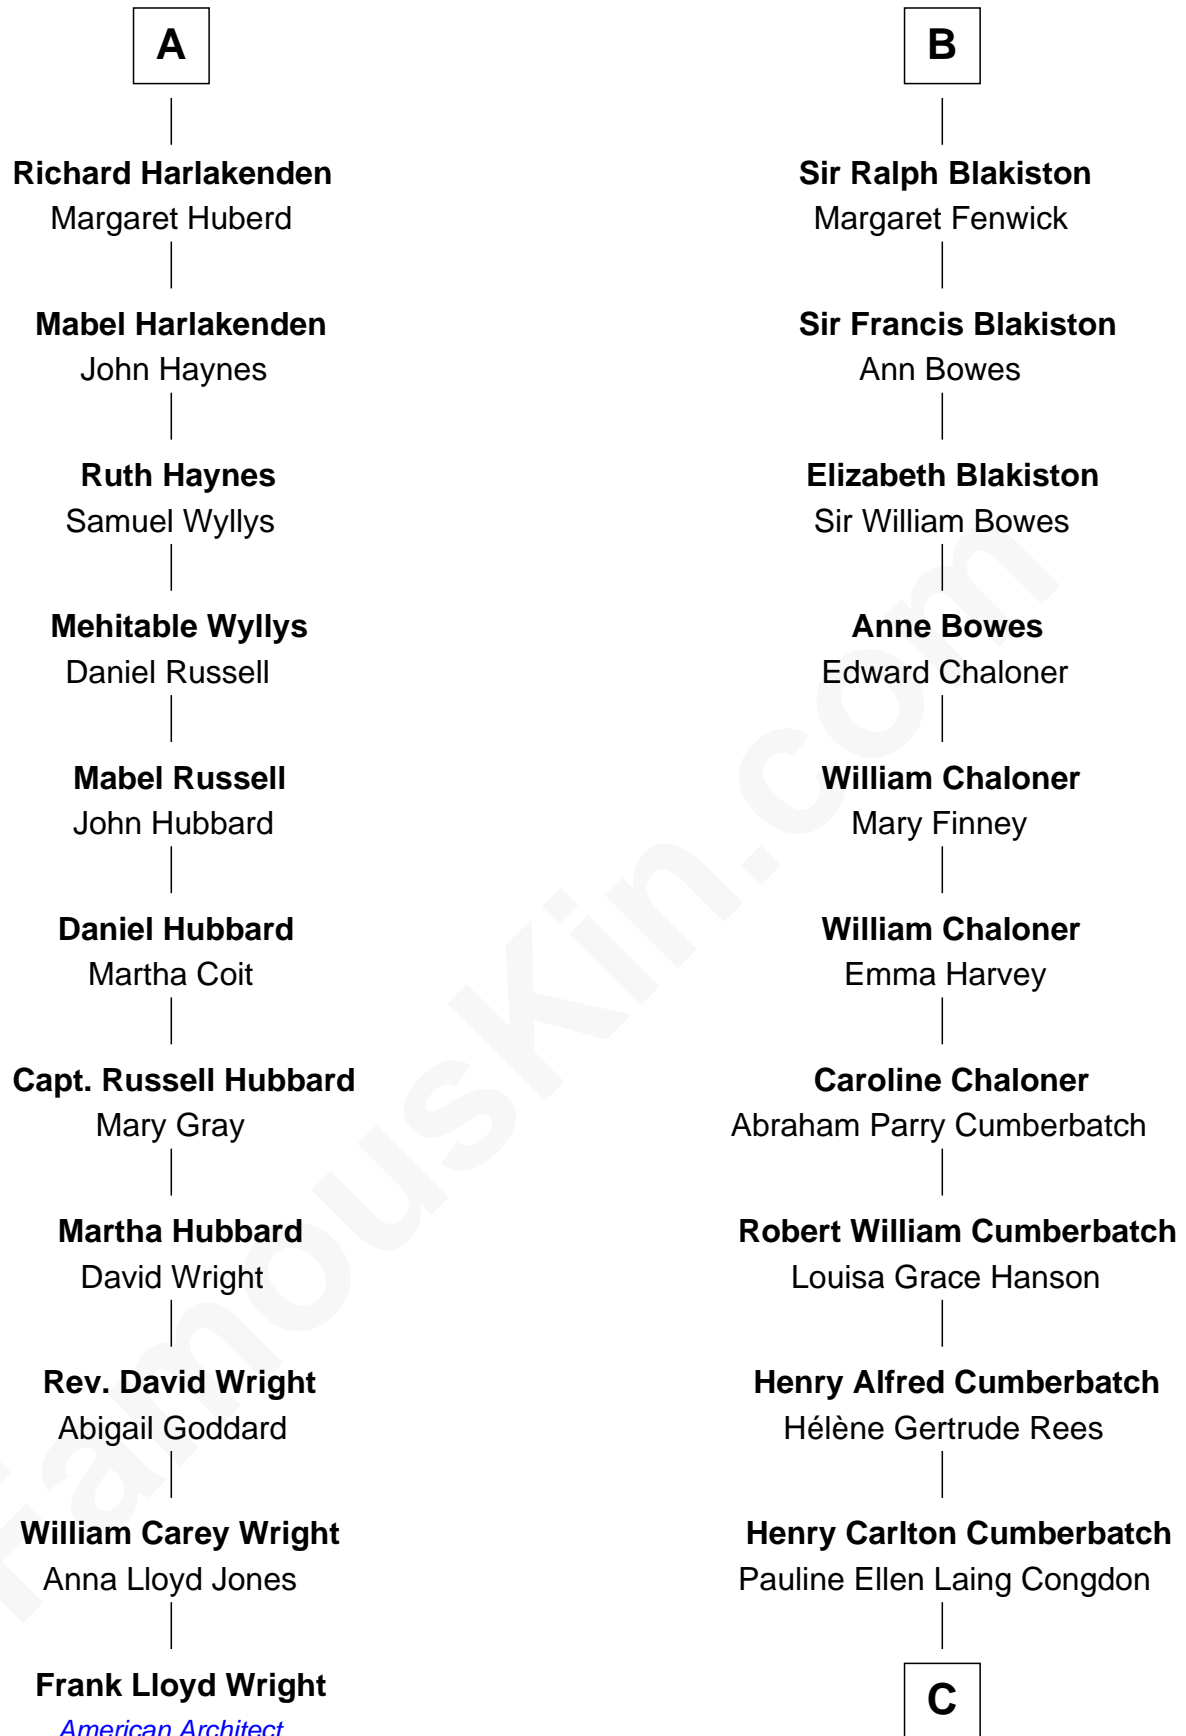 A
Richard Harlakenden
Margaret Huberd
Mabel Harlakenden
John Haynes
Ruth Haynes
Samuel Wyllys
Mehitable Wyllys
Daniel Russell
Mabel Russell
John Hubbard
Daniel Hubbard
Martha Coit
Capt. Russell Hubbard
Mary Gray
Martha Hubbard
David Wright
Rev. David Wright
Abigail Goddard
William Carey Wright
Anna Lloyd Jones
Frank Lloyd Wright
American Architect
B
Sir Ralph Blakiston
Margaret Fenwick
Sir Francis Blakiston
Ann Bowes
Elizabeth Blakiston
Sir William Bowes
Anne Bowes
Edward Chaloner
William Chaloner
Mary Finney
William Chaloner
Emma Harvey
Caroline Chaloner
Abraham Parry Cumberbatch
Robert William Cumberbatch
Louisa Grace Hanson
Henry Alfred Cumberbatch
Hélène Gertrude Rees
Henry Carlton Cumberbatch
Pauline Ellen Laing Congdon
C
FamousKin.com